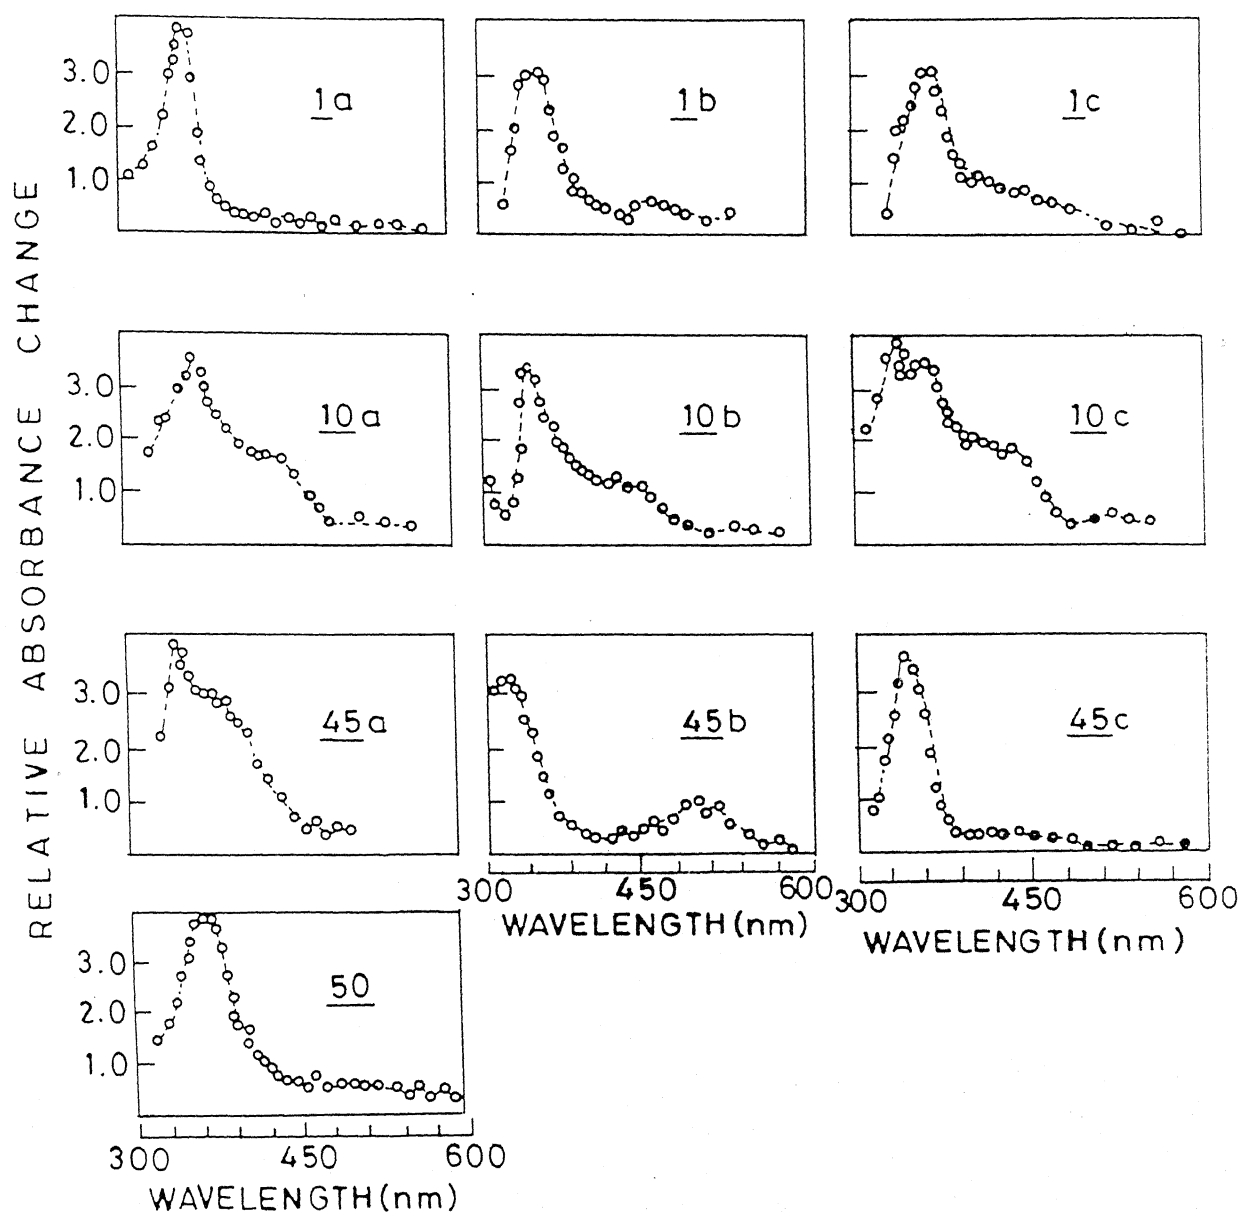 RELATIVE ABSORBANCE CHANGE
3.0
2.0
1.0
1a
1b
1c
3.0
2.0
1.0
10a
10b
10c
3.0
2.0
1.0
45a
45b
45c
300 450 600
WAVELENGTH (nm)
300 450 600
WAVELENGTH (nm)
3.0
2.0
1.0
50
300 450 600
WAVELENGTH (nm)